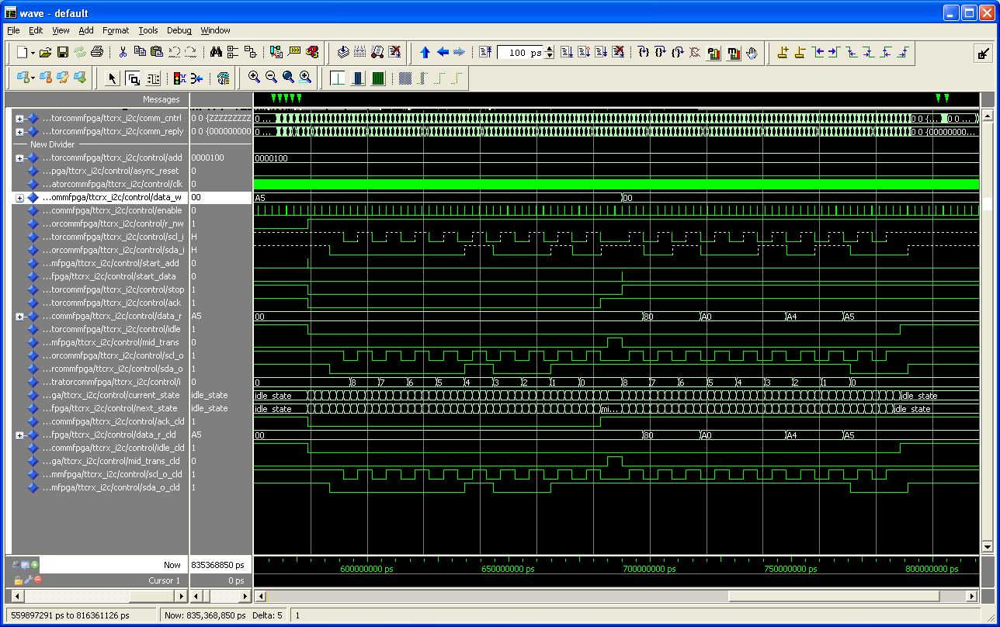 wave - default
File Edit View Add Format Tools Debug Window
100 ps
Messages
...torcommfpga/ttcrx_i2c/comm_cntrl 0 0 {ZZZZZZZZZ 0 ... 0 0 {... 0 0 ...
...torcommfpga/ttcrx_i2c/comm_reply 0 0 {000000000 0 ... 0 0 {00000000...
New Divider
...torcommfpga/ttcrx_i2c/control/add 0000100 0000100
...pga/ttcrx_i2c/control/async_reset 0
...atorcommfpga/ttcrx_i2c/control/clk 0
...ommfpga/ttcrx_i2c/control/data_w 00 A5 00
...commfpga/ttcrx_i2c/control/enable 0
...orcommfpga/ttcrx_i2c/control/r_nw 1
...torcommfpga/ttcrx_i2c/control/scl_i H
...orcommfpga/ttcrx_i2c/control/sda_i H
...mfpga/ttcrx_i2c/control/start_add 0
...fpga/ttcrx_i2c/control/start_data 0
...torcommfpga/ttcrx_i2c/control/stop 1
...torcommfpga/ttcrx_i2c/control/ack 1
...commfpga/ttcrx_i2c/control/data_r A5 00 80 A0 A4 A5
...torcommfpga/ttcrx_i2c/control/idle 1
...mfpga/ttcrx_i2c/control/mid_trans 0
...orcommfpga/ttcrx_i2c/control/scl_o 1
...rcommfpga/ttcrx_i2c/control/sda_o 1
...tratorcommfpga/ttcrx_i2c/control/i 0 0 8 7 6 5 4 3 2 1 0 8 7 6 5 4 3 2 1 0
...ga/ttcrx_i2c/control/current_state idle_state idle_state idle_state
...fpga/ttcrx_i2c/control/next_state idle_state idle_state mi... idle_state
...commfpga/ttcrx_i2c/control/ack_cld 1
...fpga/ttcrx_i2c/control/data_r_cld A5 00 80 A0 A4 A5
...commfpga/ttcrx_i2c/control/idle_cld 1
...ga/ttcrx_i2c/control/mid_trans_cld 0
...mmfpga/ttcrx_i2c/control/scl_o_cld 1
...mfpga/ttcrx_i2c/control/sda_o_cld 1
Now 835368850 ps 600000000 ps 650000000 ps 700000000 ps 750000000 ps 800000000 ps
Cursor 1 0 ps
559897291 ps to 816361126 ps Now: 835,368,850 ps Delta: 5 1